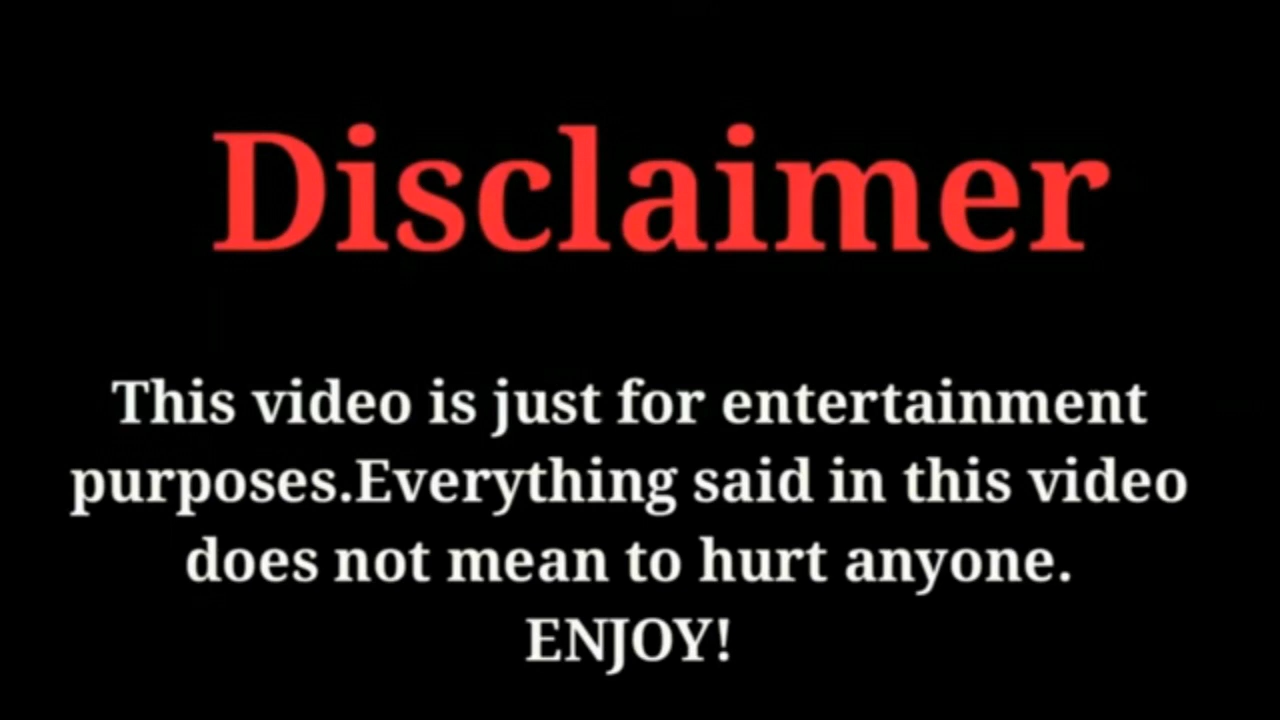 Disclaimer
This video is just for entertainment
purposes.Everything said in this video
does not mean to hurt anyone.
ENJOY!